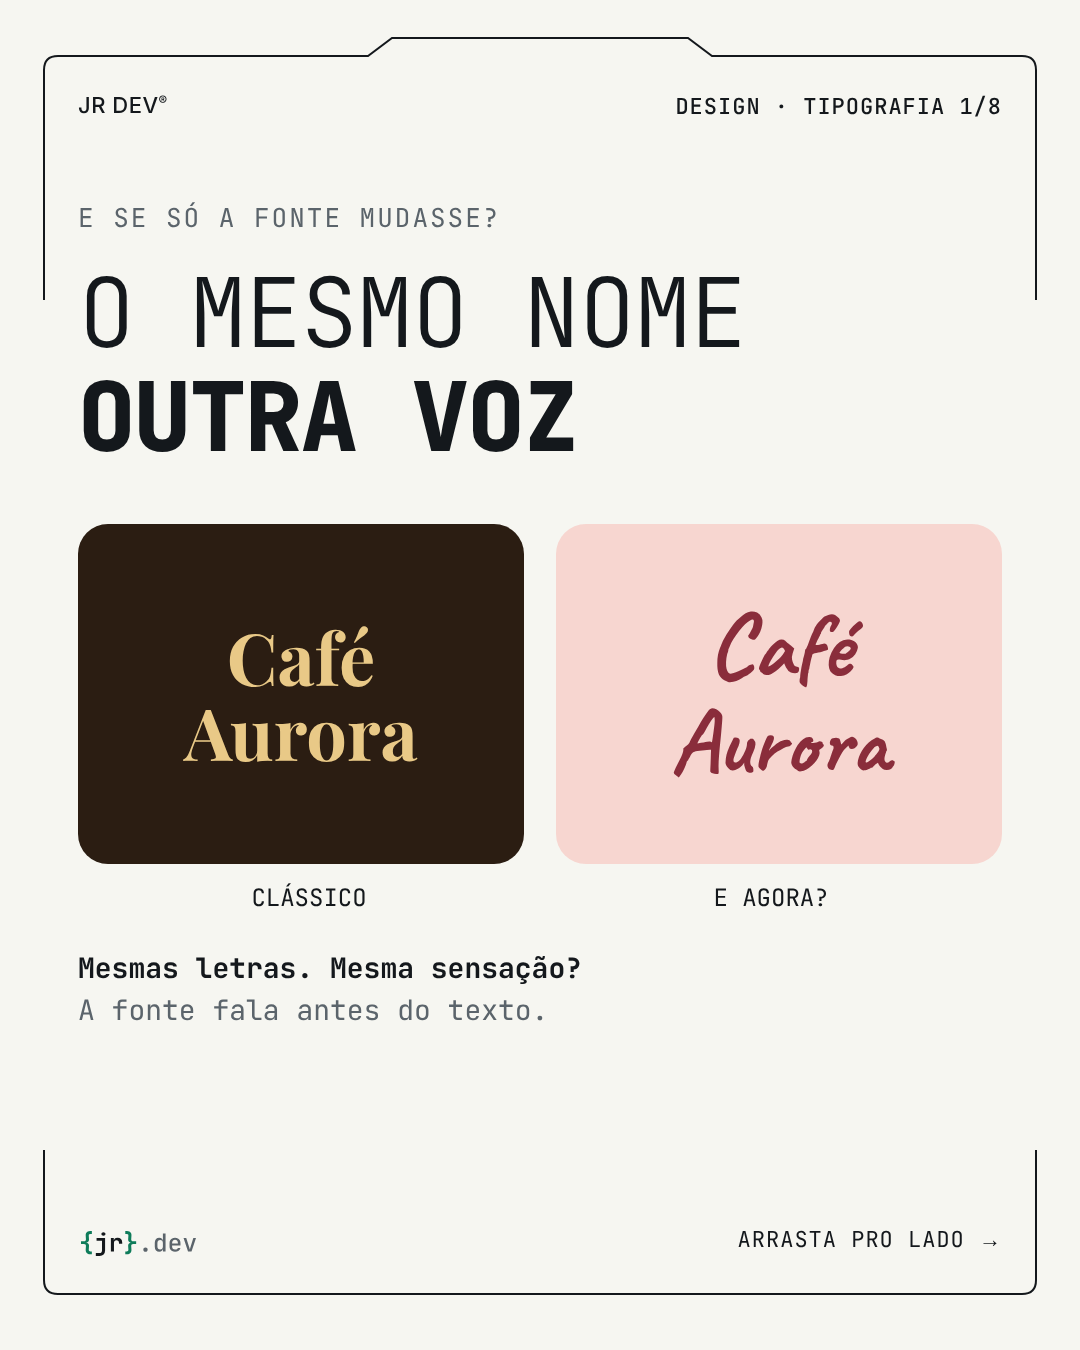 JR DEV®
DESIGN · TIPOGRAFIA 1/8
E SE SÓ A FONTE MUDASSE?
O MESMO NOME
OUTRA VOZ
Café
Aurora
Café
Aurora
CLÁSSICO
E AGORA?
Mesmas letras. Mesma sensação?
A fonte fala antes do texto.
{jr}.dev
ARRASTA PRO LADO →